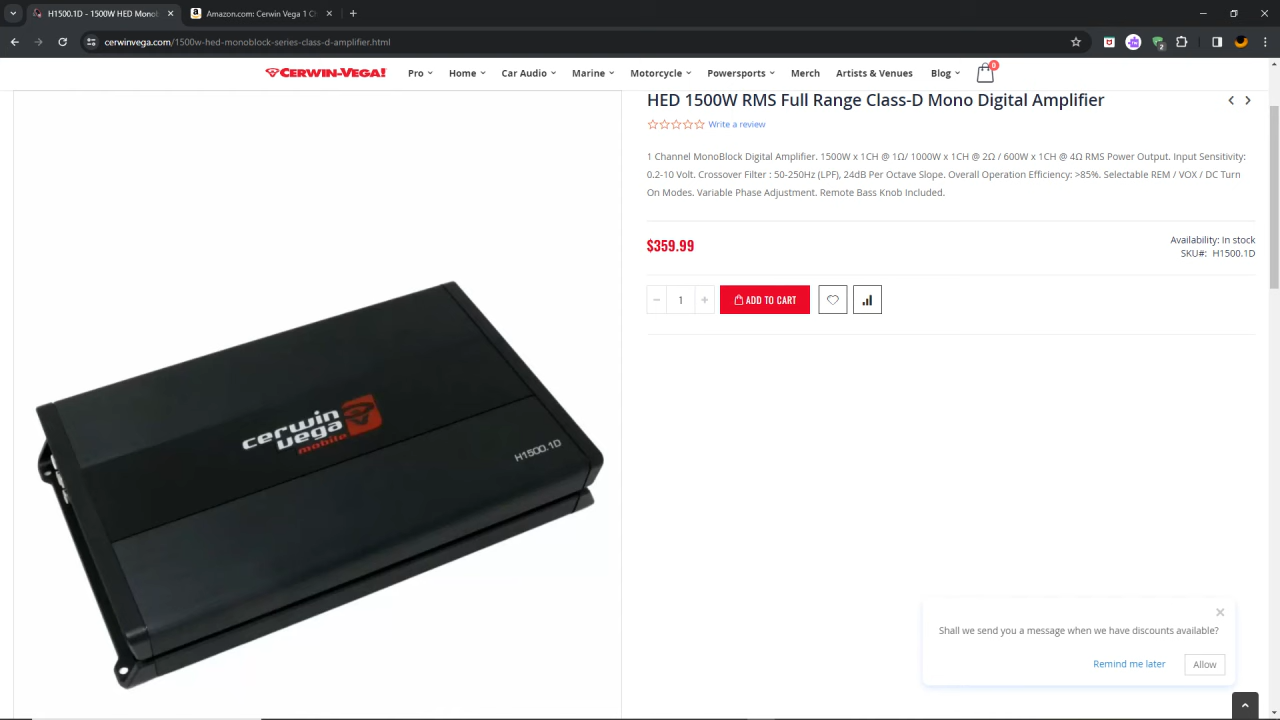 H1500.1D - 1500W HED Mono
Amazon.com: Cerwin Vega 1 C
cerwinvega.com/1500w-hed-monoblock-series-class-d-amplifier.html
2
CERWIN-VEGA!
Pro
Home
Car Audio
Marine
Motorcycle
Powersports
Merch
Artists & Venues
Blog
0
HED 1500W RMS Full Range Class-D Mono Digital Amplifier
Write a review
1 Channel MonoBlock Digital Amplifier. 1500W x 1CH @ 1Ω/ 1000W x 1CH @ 2Ω / 600W x 1CH @ 4Ω RMS Power Output. Input Sensitivity:
0.2-10 Volt. Crossover Filter : 50-250Hz (LPF), 24dB Per Octave Slope. Overall Operation Efficiency: >85%. Selectable REM / VOX / DC Turn
On Modes. Variable Phase Adjustment. Remote Bass Knob Included.
$359.99
Availability: In stock
SKU#: H1500.1D
1
ADD TO CART
cerwin
vega
mobile
H1500.1D
Shall we send you a message when we have discounts available?
Remind me later
Allow